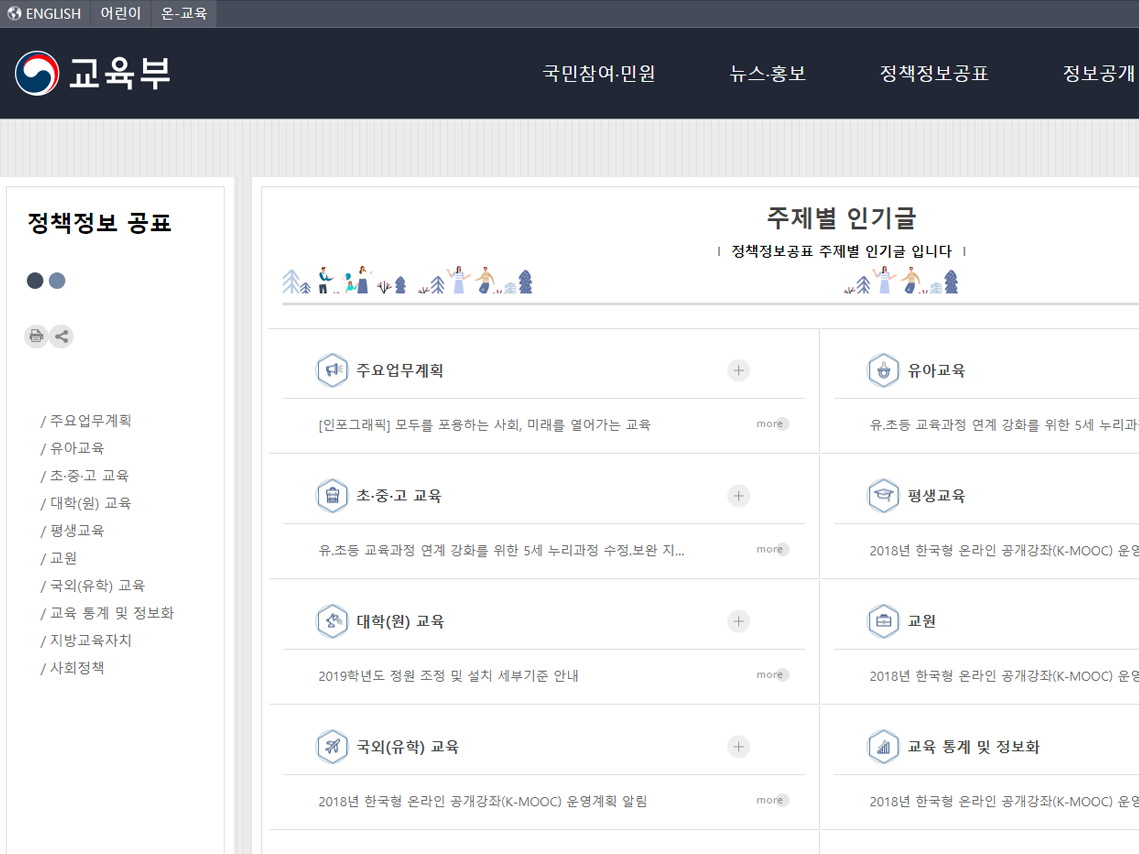 ENGLISH 어린이 온-교육
교육부 국민참여·민원 뉴스·홍보 정책정보공표 정보공개
정책정보 공표
/ 주요업무계획
/ 유아교육
/ 초·중·고 교육
/ 대학(원) 교육
/ 평생교육
/ 교원
/ 국외(유학) 교육
/ 교육 통계 및 정보화
/ 지방교육자치
/ 사회정책
주제별 인기글
정책정보공표 주제별 인기글 입니다
주요업무계획
[인포그래픽] 모두를 포용하는 사회, 미래를 열어가는 교육 more
유아교육
유.초등 교육과정 연계 강화를 위한 5세 누리과
초·중·고 교육
유.초등 교육과정 연계 강화를 위한 5세 누리과정 수정.보완 지... more
평생교육
2018년 한국형 온라인 공개강좌(K-MOOC) 운영
대학(원) 교육
2019학년도 정원 조정 및 설치 세부기준 안내 more
교원
2018년 한국형 온라인 공개강좌(K-MOOC) 운영
국외(유학) 교육
2018년 한국형 온라인 공개강좌(K-MOOC) 운영계획 알림 more
교육 통계 및 정보화
2018년 한국형 온라인 공개강좌(K-MOOC) 운영